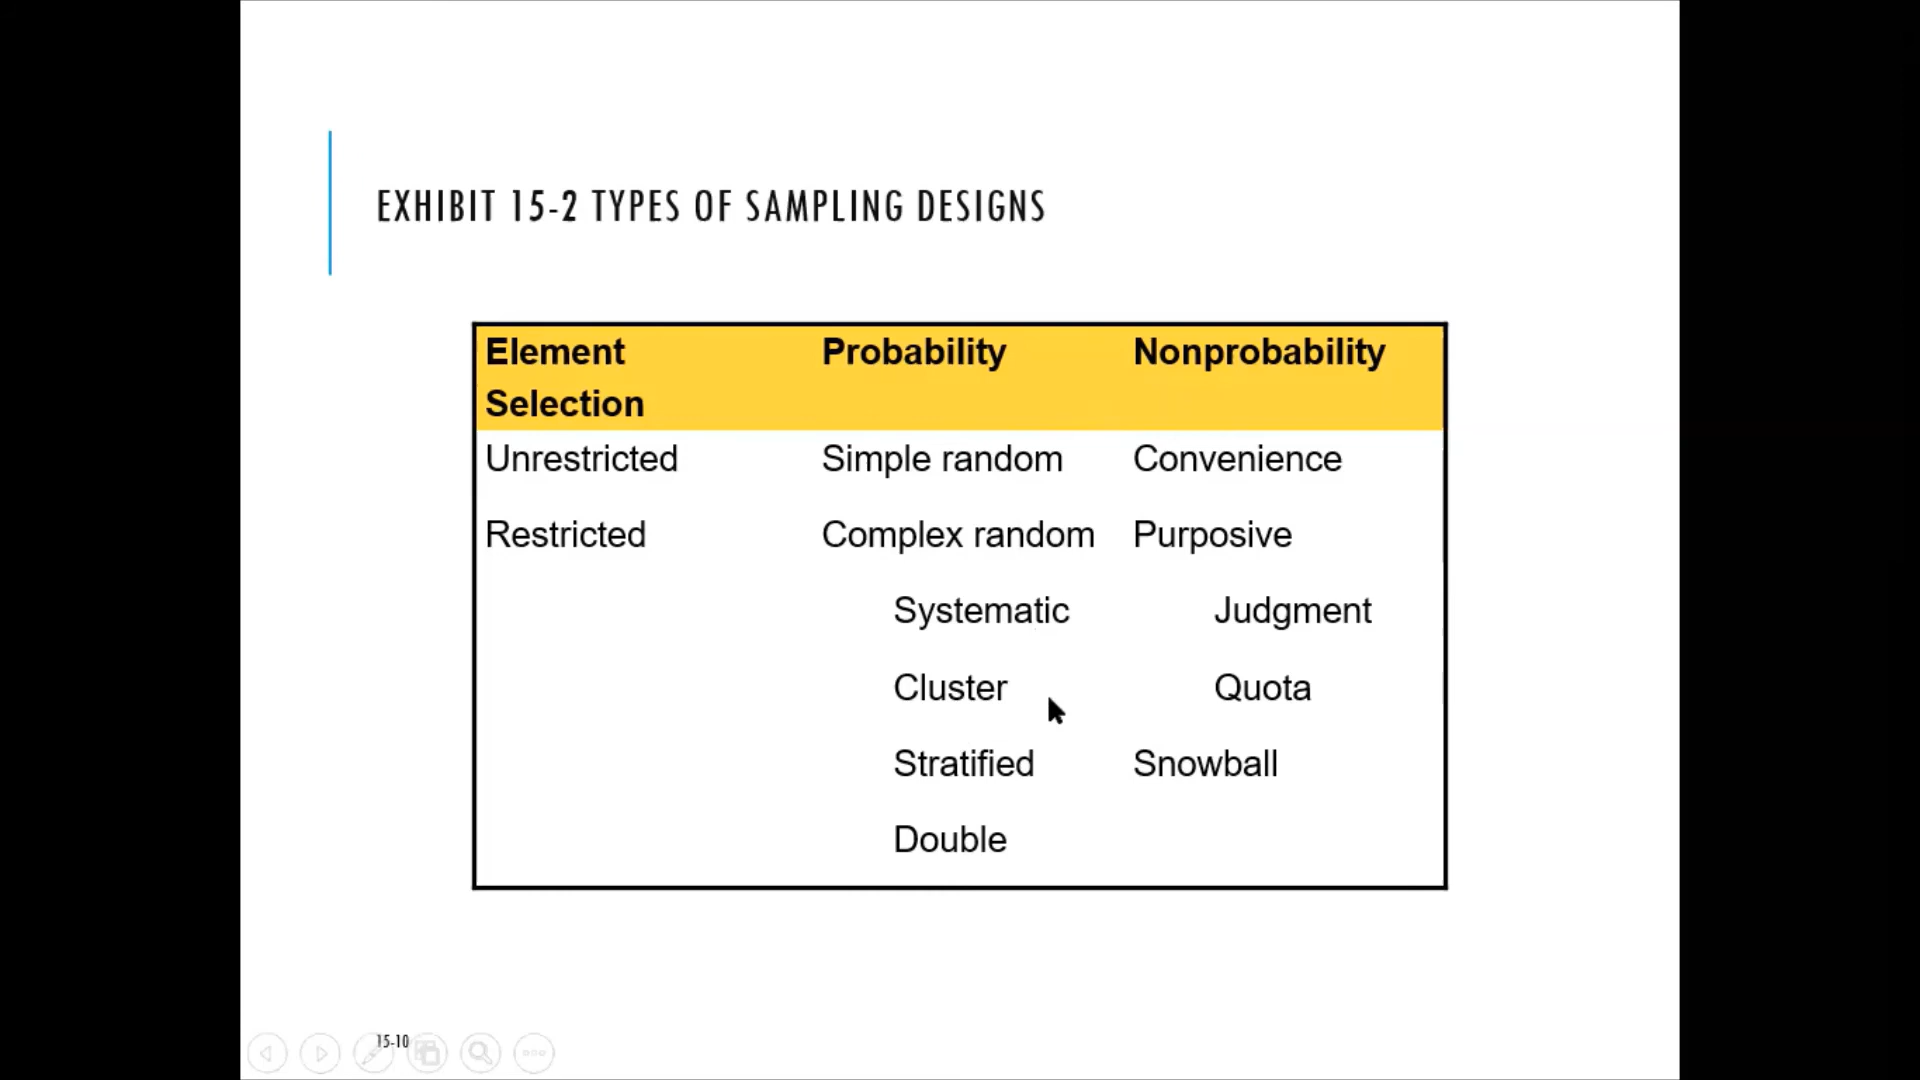 EXHIBIT 15-2 TYPES OF SAMPLING DESIGNS
Element Selection Probability Nonprobability
Unrestricted Simple random Convenience
Restricted Complex random Purposive
Systematic Judgment
Cluster Quota
Stratified Snowball
Double
15-10